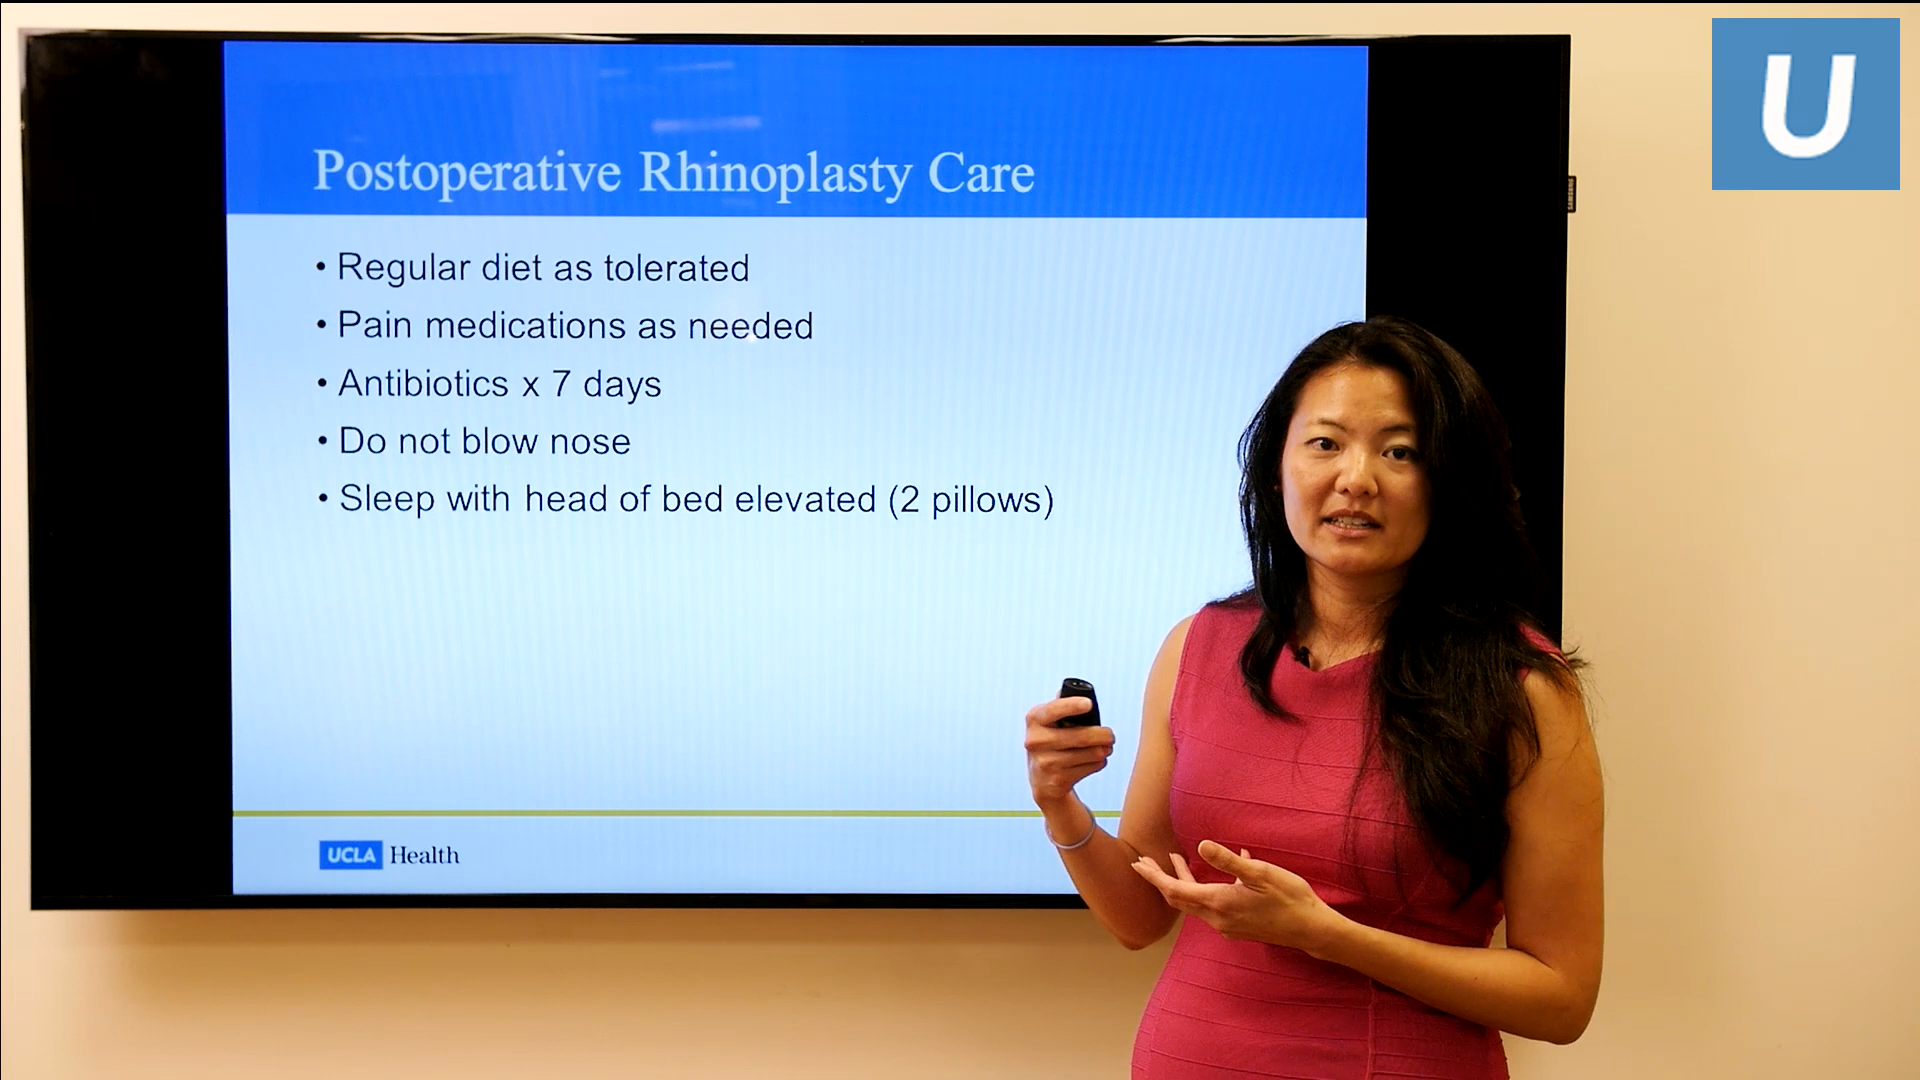 U
Postoperative Rhinoplasty Care
• Regular diet as tolerated
• Pain medications as needed
• Antibiotics x 7 days
• Do not blow nose
• Sleep with head of bed elevated (2 pillows)
UCLA Health
SAMSUNG